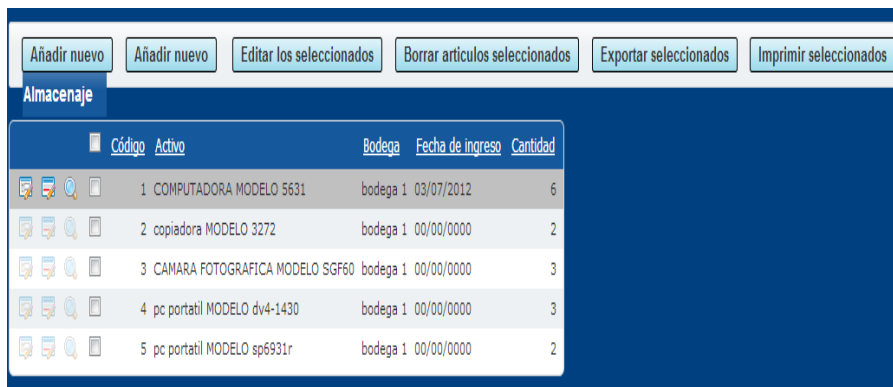 Añadir nuevo Añadir nuevo Editar los seleccionados Borrar articulos seleccionados Exportar seleccionados Imprimir seleccionados
Almacenaje
Código Activo Bodega Fecha de ingreso Cantidad
1 COMPUTADORA MODELO 5631 bodega 1 03/07/2012 6
2 copiadora MODELO 3272 bodega 1 00/00/0000 2
3 CAMARA FOTOGRAFICA MODELO SGF60 bodega 1 00/00/0000 3
4 pc portatil MODELO dv4-1430 bodega 1 00/00/0000 3
5 pc portatil MODELO sp6931r bodega 1 00/00/0000 2